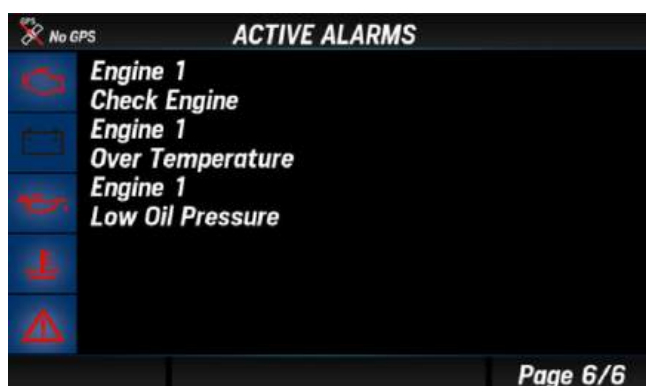 GPS
No GPS
ACTIVE ALARMS
Engine 1
Check Engine
Engine 1
Over Temperature
Engine 1
Low Oil Pressure
Page 6/6